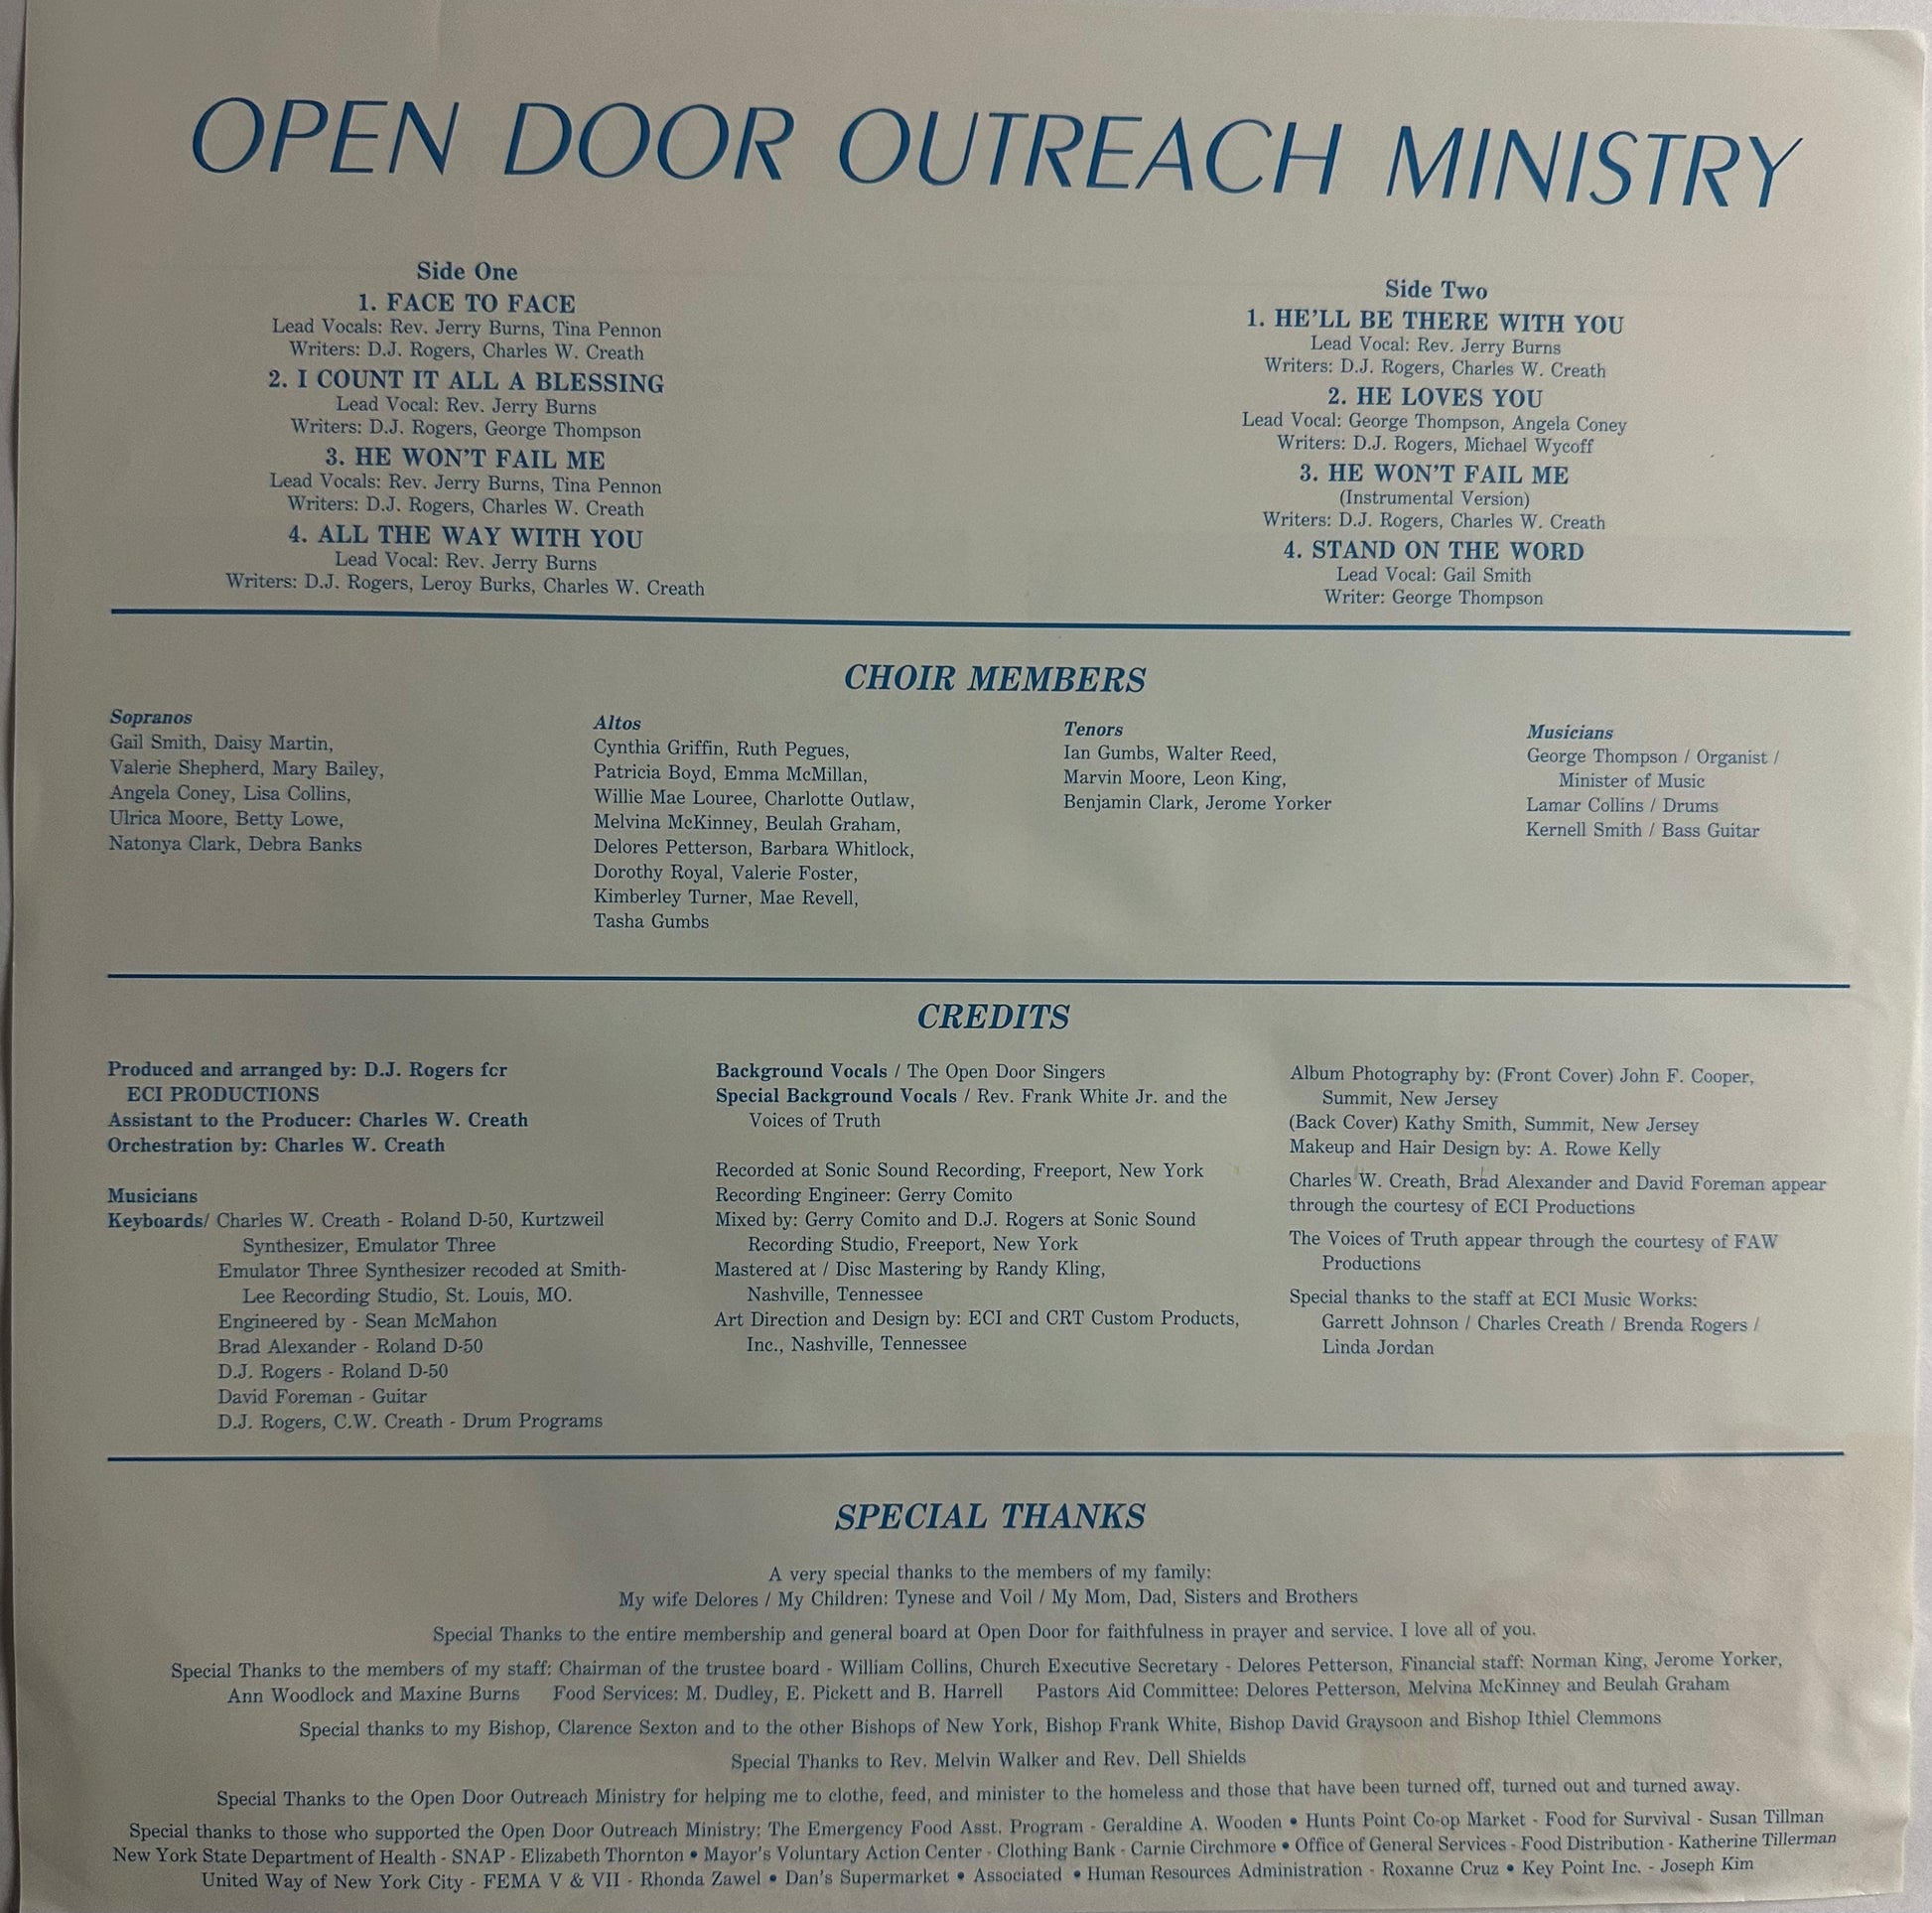 OPEN DOOR OUTREACH MINISTRY
Side One
1. FACE TO FACE
Lead Vocals: Rev. Jerry Burns, Tina Pennon
Writers: D.J. Rogers, Charles W. Creath
2. I COUNT IT ALL A BLESSING
Lead Vocal: Rev. Jerry Burns
Writers: D.J. Rogers, George Thompson
3. HE WON'T FAIL ME
Lead Vocals: Rev. Jerry Burns, Tina Pennon
Writers: D.J. Rogers, Charles W. Creath
4. ALL THE WAY WITH YOU
Lead Vocal: Rev. Jerry Burns
Writers: D.J. Rogers, Leroy Burks, Charles W. Creath
Side Two
1. HE'LL BE THERE WITH YOU
Lead Vocal: Rev. Jerry Burns
Writers: D.J. Rogers, Charles W. Creath
2. HE LOVES YOU
Lead Vocal: George Thompson, Angela Coney
Writers: D.J. Rogers, Michael Wycoff
3. HE WON'T FAIL ME
(Instrumental Version)
Writers: D.J. Rogers, Charles W. Creath
4. STAND ON THE WORD
Lead Vocal: Gail Smith
Writer: George Thompson
CHOIR MEMBERS
Sopranos
Gail Smith, Daisy Martin,
Valerie Shepherd, Mary Bailey,
Angela Coney, Lisa Collins,
Ulrica Moore, Betty Lowe,
Natonya Clark, Debra Banks
Altos
Cynthia Griffin, Ruth Pegues,
Patricia Boyd, Emma McMillan,
Willie Mae Louree, Charlotte Outlaw,
Melvina McKinney, Beulah Graham,
Delores Petterson, Barbara Whitlock,
Dorothy Royal, Valerie Foster,
Kimberley Turner, Mae Revell,
Tasha Gumbs
Tenors
Ian Gumbs, Walter Reed,
Marvin Moore, Leon King,
Benjamin Clark, Jerome Yorker
Musicians
George Thompson / Organist /
Minister of Music
Lamar Collins / Drums
Kernell Smith / Bass Guitar
CREDITS
Produced and arranged by: D.J. Rogers fcr
ECI PRODUCTIONS
Assistant to the Producer: Charles W. Creath
Orchestration by: Charles W. Creath
Musicians
Keyboards/ Charles W. Creath - Roland D-50, Kurtzweil
Synthesizer, Emulator Three
Emulator Three Synthesizer recoded at Smith-
Lee Recording Studio, St. Louis, MO.
Engineered by - Sean McMahon
Brad Alexander - Roland D-50
D.J. Rogers - Roland D-50
David Foreman - Guitar
D.J. Rogers, C.W. Creath - Drum Programs
Background Vocals / The Open Door Singers
Special Background Vocals / Rev. Frank White Jr. and the
Voices of Truth
Recorded at Sonic Sound Recording, Freeport, New York
Recording Engineer: Gerry Comito
Mixed by: Gerry Comito and D.J. Rogers at Sonic Sound
Recording Studio, Freeport, New York
Mastered at / Disc Mastering by Randy Kling,
Nashville, Tennessee
Art Direction and Design by: ECI and CRT Custom Products,
Inc., Nashville, Tennessee
Album Photography by: (Front Cover) John F. Cooper,
Summit, New Jersey
(Back Cover) Kathy Smith, Summit, New Jersey
Makeup and Hair Design by: A. Rowe Kelly
Charles W. Creath, Brad Alexander and David Foreman appear
through the courtesy of ECI Productions
The Voices of Truth appear through the courtesy of FAW
Productions
Special thanks to the staff at ECI Music Works:
Garrett Johnson / Charles Creath / Brenda Rogers /
Linda Jordan
SPECIAL THANKS
A very special thanks to the members of my family:
My wife Delores / My Children: Tynese and Voil / My Mom, Dad, Sisters and Brothers
Special Thanks to the entire membership and general board at Open Door for faithfulness in prayer and service. I love all of you.
Special Thanks to the members of my staff: Chairman of the trustee board - William Collins, Church Executive Secretary - Delores Petterson, Financial staff: Norman King, Jerome Yorker,
Ann Woodlock and Maxine Burns Food Services: M. Dudley, E. Pickett and B. Harrell Pastors Aid Committee: Delores Petterson, Melvina McKinney and Beulah Graham
Special thanks to my Bishop, Clarence Sexton and to the other Bishops of New York, Bishop Frank White, Bishop David Graysoon and Bishop Ithiel Clemmons
Special Thanks to Rev. Melvin Walker and Rev. Dell Shields
Special Thanks to the Open Door Outreach Ministry for helping me to clothe, feed, and minister to the homeless and those that have been turned off, turned out and turned away.
Special thanks to those who supported the Open Door Outreach Ministry: The Emergency Food Asst. Program - Geraldine A. Wooden • Hunts Point Co-op Market - Food for Survival - Susan Tillman
New York State Department of Health - SNAP - Elizabeth Thornton • Mayor's Voluntary Action Center - Clothing Bank - Carnie Circhmore • Office of General Services - Food Distribution - Katherine Tillerman
United Way of New York City - FEMA V & VII - Rhonda Zawel • Dan's Supermarket • Associated • Human Resources Administration - Roxanne Cruz • Key Point Inc. - Joseph Kim